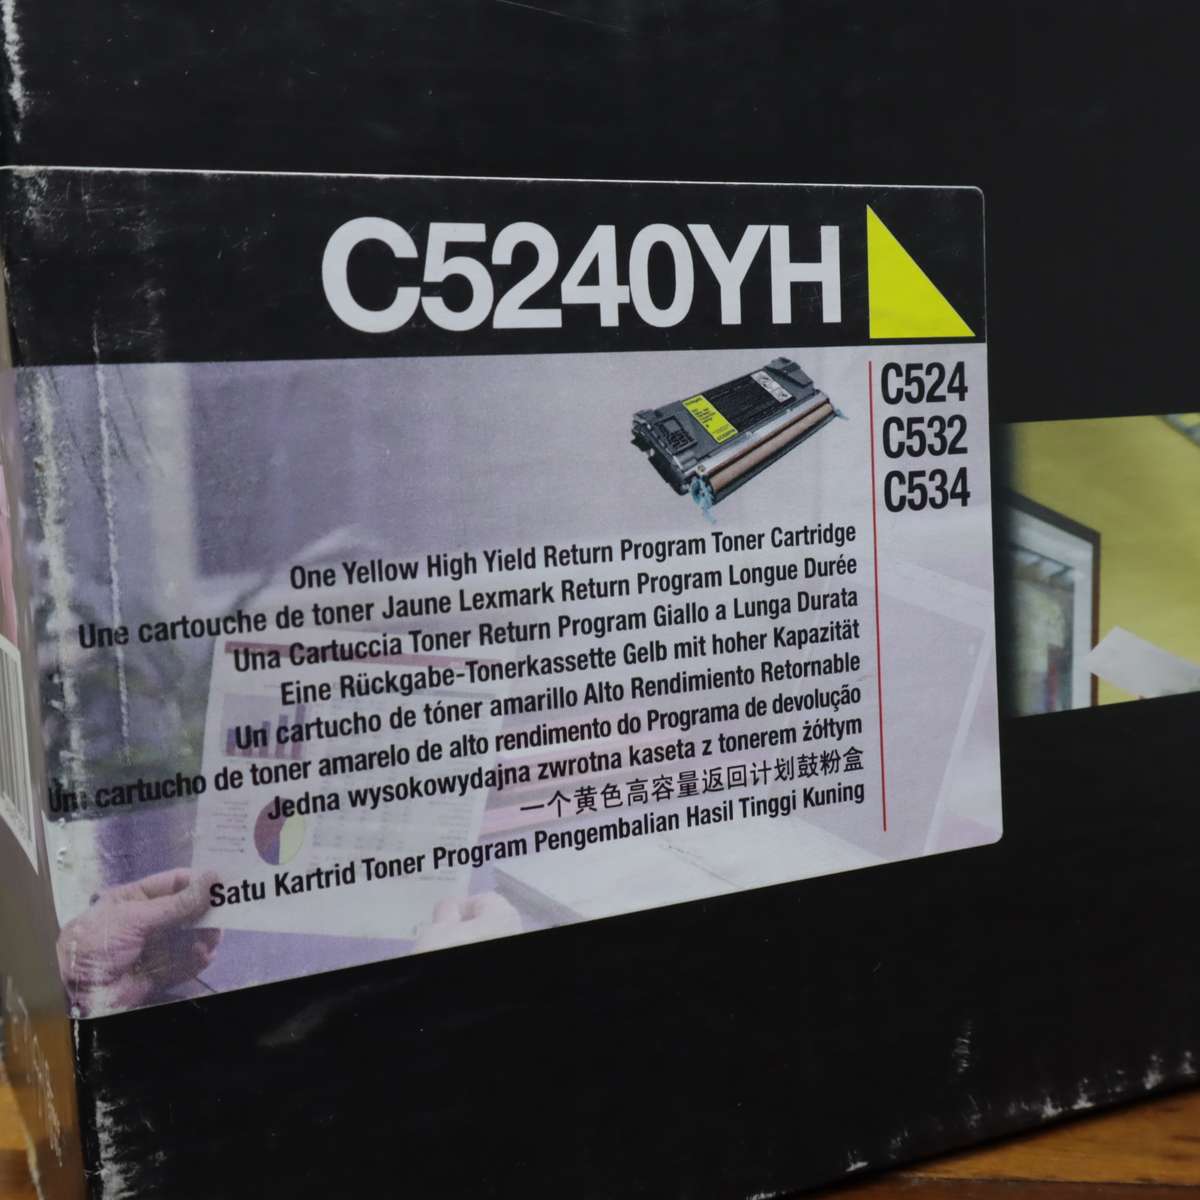 C5240YH
C524
C532
C534
One Yellow High Yield Return Program Toner Cartridge
Une cartouche de toner Jaune Lexmark Return Program Longue Durée
Una Cartuccia Toner Return Program Giallo a Lunga Durata
Eine Rückgabe-Tonerkassette Gelb mit hoher Kapazität
Un cartucho de tóner amarillo Alto Rendimiento Retornable
Um cartucho de toner amarelo de alto rendimento do Programa de devolução
Jedna wysokowydajna zwrotna kaseta z tonerem żółtym
一个黄色高容量返回计划鼓粉盒
Satu Kartrid Toner Program Pengembalian Hasil Tinggi Kuning